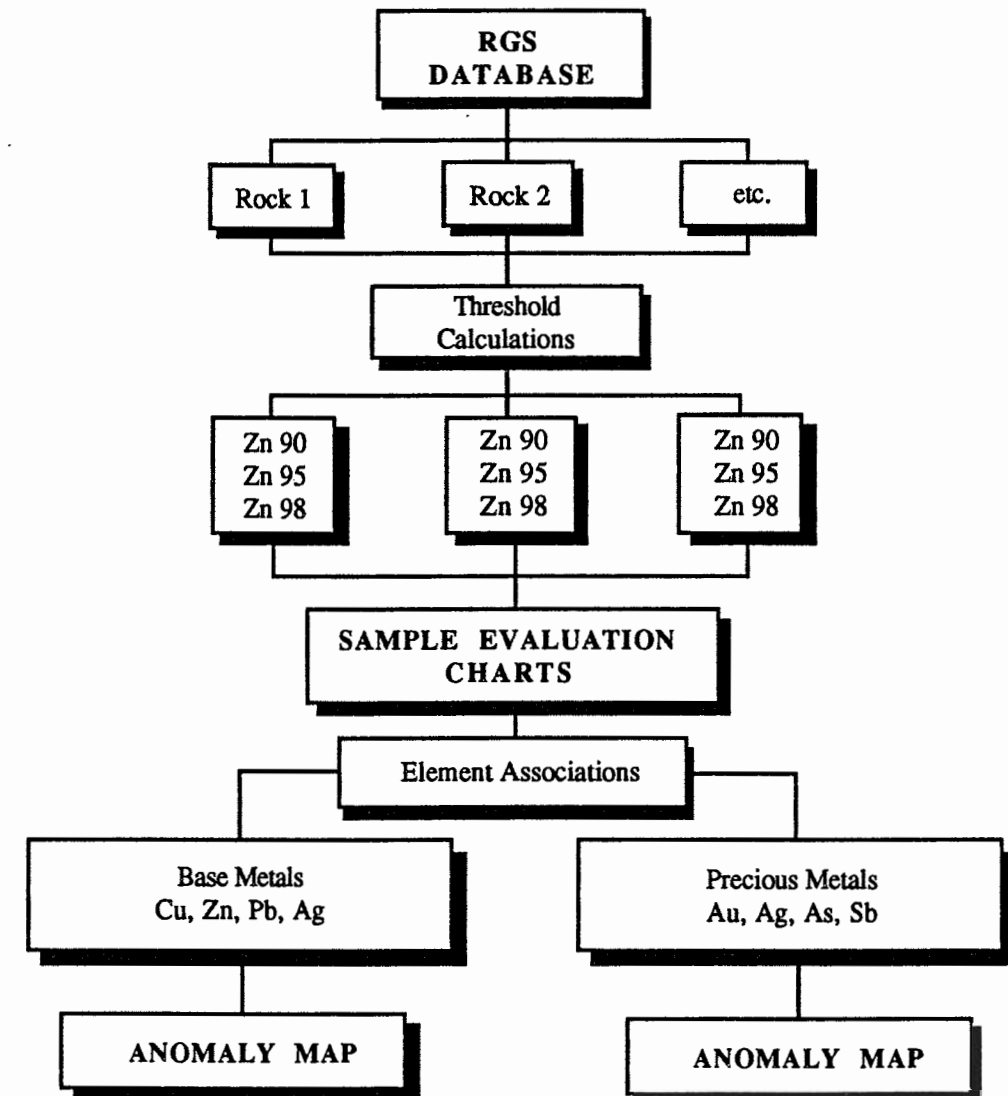 RGS
DATABASE
Rock 1
Rock 2
etc.
Threshold
Calculations
Zn 90
Zn 95
Zn 98
Zn 90
Zn 95
Zn 98
Zn 90
Zn 95
Zn 98
SAMPLE EVALUATION
CHARTS
Element Associations
Base Metals
Cu, Zn, Pb, Ag
Precious Metals
Au, Ag, As, Sb
ANOMALY MAP
ANOMALY MAP